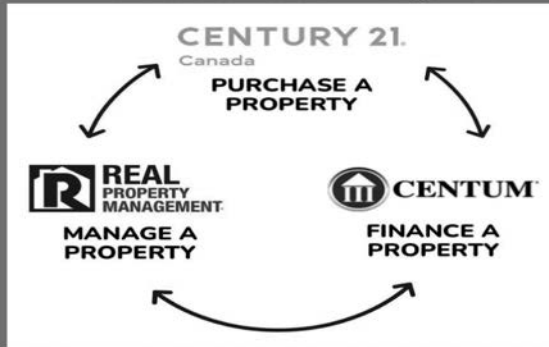 CENTURY 21.
Canada
PURCHASE A
PROPERTY
R REAL
PROPERTY
MANAGEMENT
MANAGE A
PROPERTY
CENTUM
FINANCE A
PROPERTY